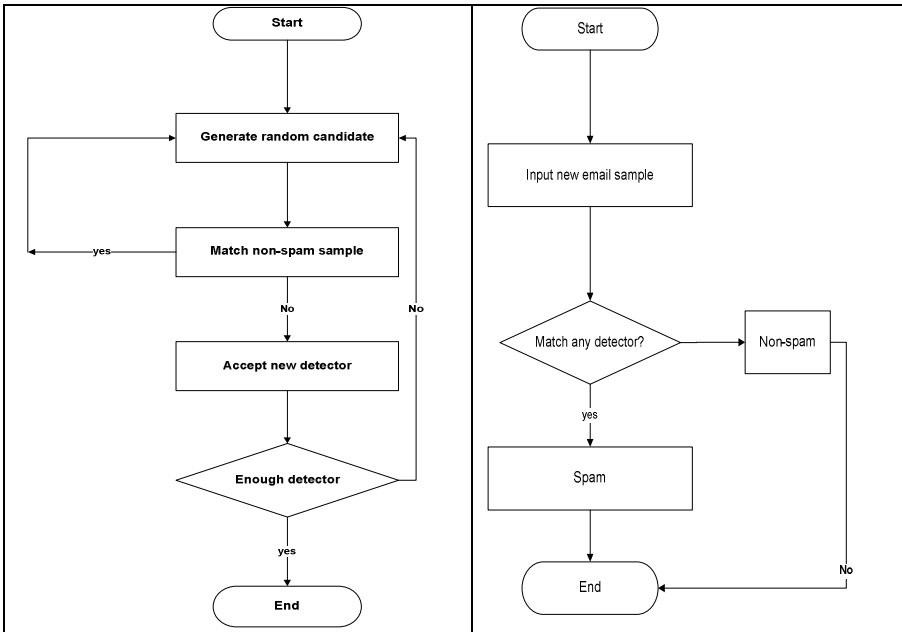 Start
Generate random candidate
yes
Match non-spam sample
No
No
Accept new detector
Enough detector
yes
End
Start
Input new email sample
Match any detector?
Non-spam
yes
Spam
No
End